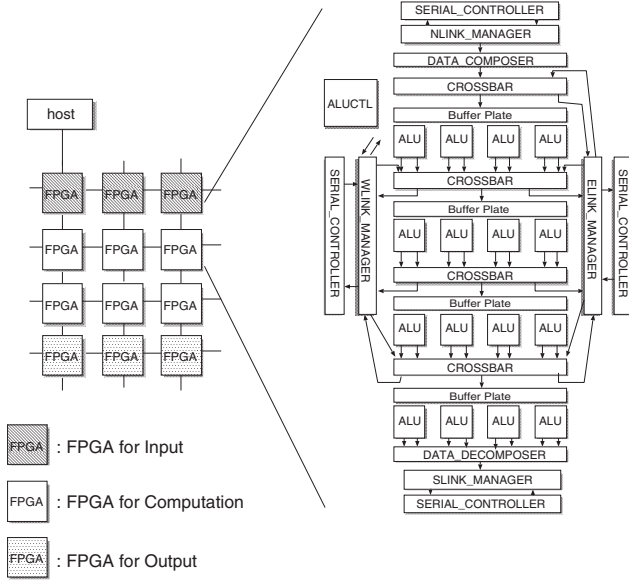 host
FPGA FPGA FPGA
FPGA FPGA FPGA
FPGA FPGA FPGA
FPGA FPGA FPGA
FPGA : FPGA for Input
FPGA : FPGA for Computation
FPGA : FPGA for Output
SERIAL_CONTROLLER
NLINK_MANAGER
DATA_COMPOSER
CROSSBAR
ALUCTL
Buffer Plate
ALU ALU ALU ALU
SERIAL_CONTROLLER
WLINK_MANAGER
CROSSBAR
Buffer Plate
ALU ALU ALU ALU
CROSSBAR
Buffer Plate
ALU ALU ALU ALU
CROSSBAR
Buffer Plate
ALU ALU ALU ALU
ELINK_MANAGER
SERIAL_CONTROLLER
DATA_DECOMPOSER
SLINK_MANAGER
SERIAL_CONTROLLER